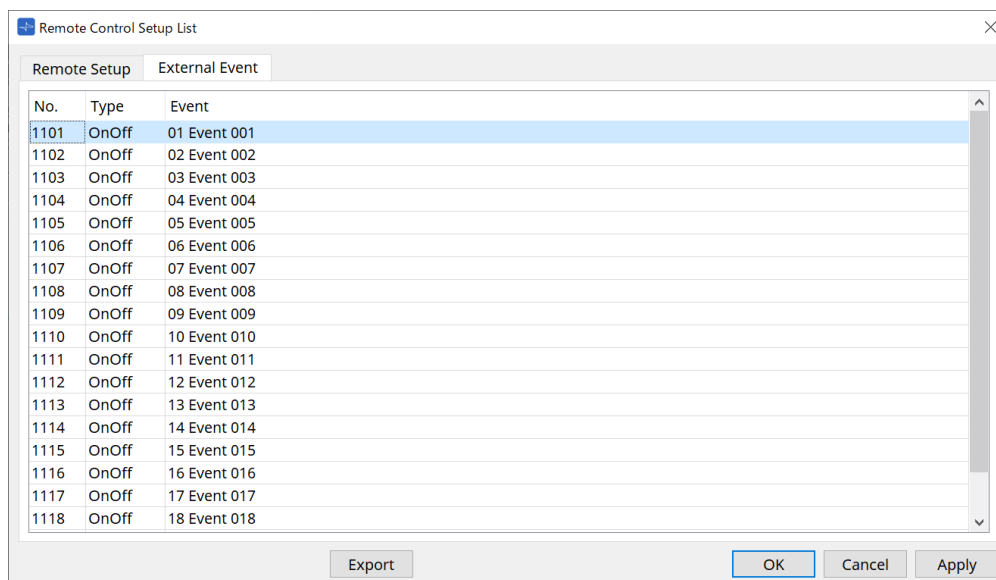 Remote Control Setup List
Remote Setup External Event
No. Type Event
1101 OnOff 01 Event 001
1102 OnOff 02 Event 002
1103 OnOff 03 Event 003
1104 OnOff 04 Event 004
1105 OnOff 05 Event 005
1106 OnOff 06 Event 006
1107 OnOff 07 Event 007
1108 OnOff 08 Event 008
1109 OnOff 09 Event 009
1110 OnOff 10 Event 010
1111 OnOff 11 Event 011
1112 OnOff 12 Event 012
1113 OnOff 13 Event 013
1114 OnOff 14 Event 014
1115 OnOff 15 Event 015
1116 OnOff 16 Event 016
1117 OnOff 17 Event 017
1118 OnOff 18 Event 018
Export OK Cancel Apply